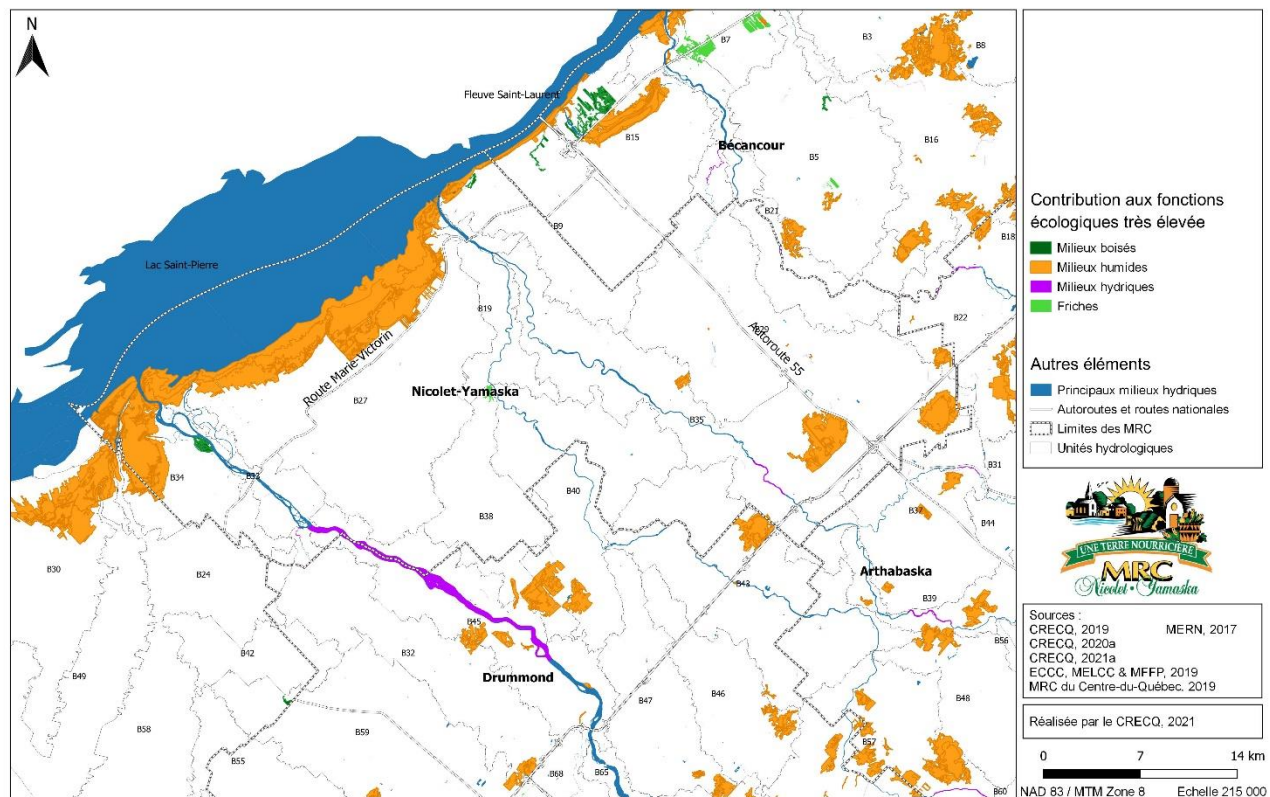 N
B7
B3
B8
Fleuve Saint-Laurent
B15
Bécancour
B16
B5
B21
B9
B18
Lac Saint-Pierre
B19
B22
Autoroute 55
Route Marie-Victorin
B27
Nicolet-Yamaska
B35
B31
B34
B33
B40
B37
B44
B38
Arthabaska
B30
B24
B43
B39
B45
B56
B42
B32
Drummond
B49
B47
B46
B48
B58
B59
B57
B55
B68
B65
B60
Contribution aux fonctions
écologiques très élevée
Milieux boisés
Milieux humides
Milieux hydriques
Friches
Autres éléments
Principaux milieux hydriques
Autoroutes et routes nationales
Limites des MRC
Unités hydrologiques
UNE TERRE NOURRICIÈRE
MRC
Nicolet • Yamaska
Sources :
CRECQ, 2019 MERN, 2017
CRECQ, 2020a
CRECQ, 2021a
ECCC, MELCC & MFFP, 2019
MRC du Centre-du-Québec. 2019
Réalisée par le CRECQ, 2021
0 7 14 km
NAD 83 / MTM Zone 8 Echelle 215 000